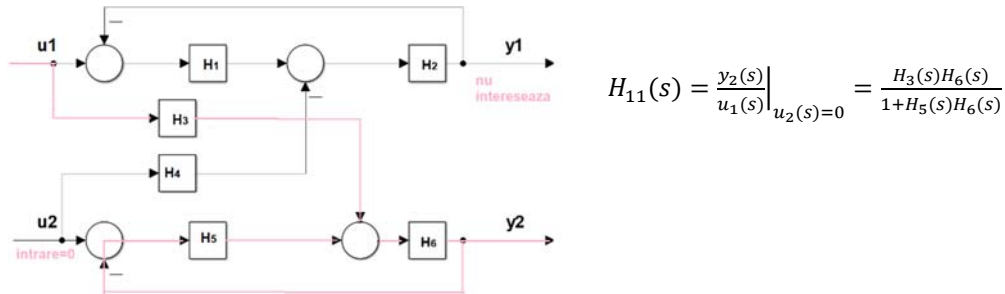 u1
H1
H2
y1
nu
intereseaza
H3
H4
u2
H5
H6
y2
intrare=0
H₁₁(s) = y₂(s)/u₁(s)|u₂(s)=0 = H₃(s)H₆(s)/1+H₅(s)H₆(s)